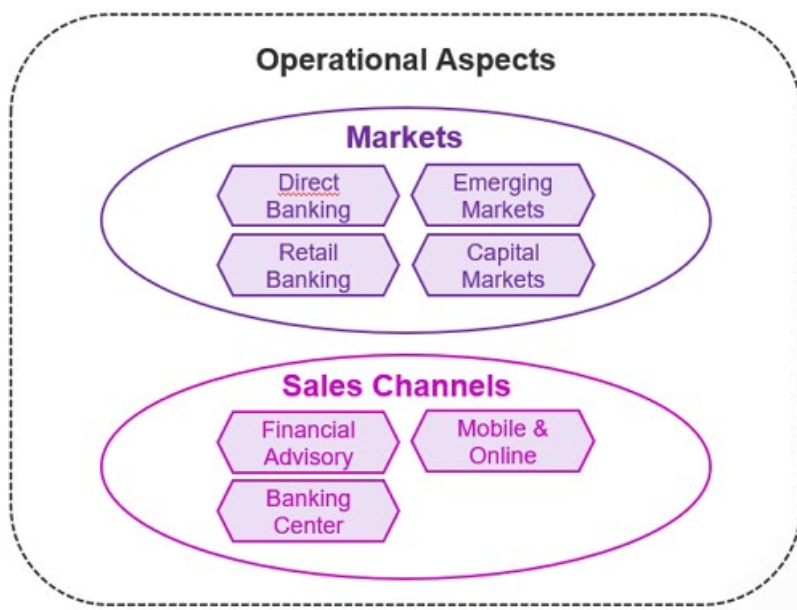 Operational Aspects
Markets
Direct
Banking
Emerging
Markets
Retail
Banking
Capital
Markets
Sales Channels
Financial
Advisory
Mobile &
Online
Banking
Center